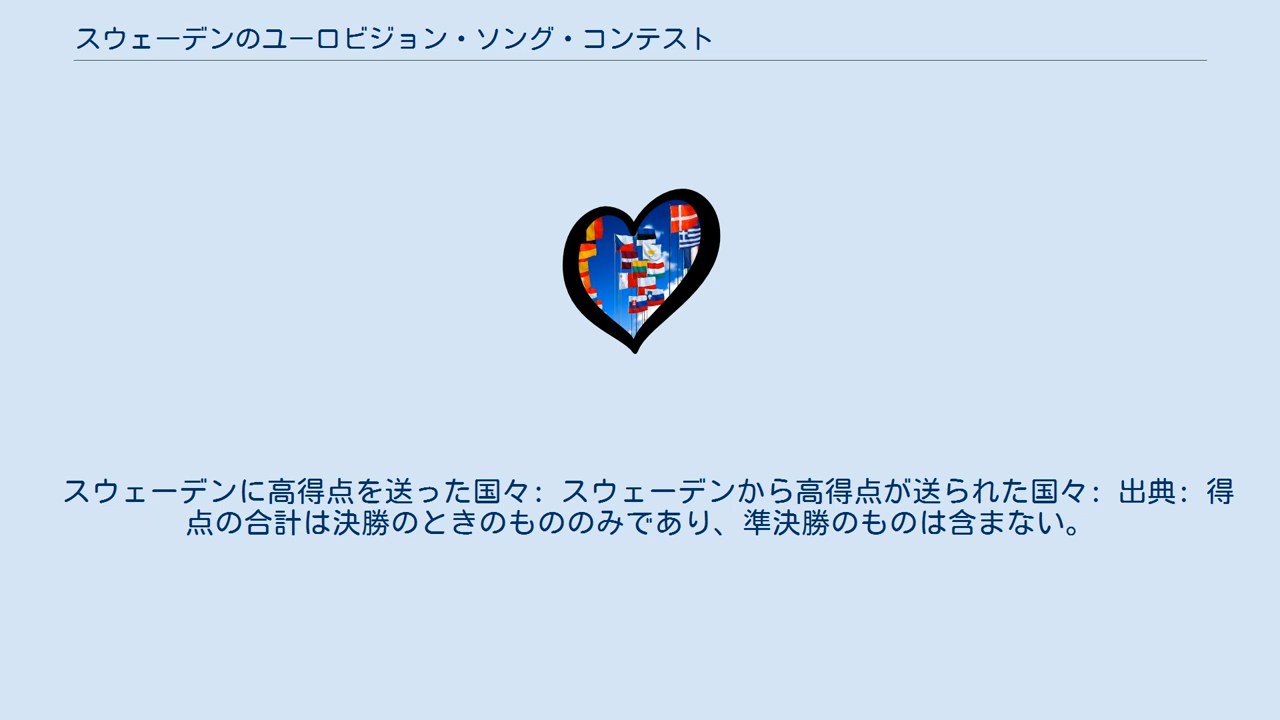 スウェーデンのユーロビジョン・ソング・コンテスト
スウェーデンに高得点を送った国々：スウェーデンから高得点が送られた国々：出典：得
点の合計は決勝のときのもののみであり、準決勝のものは含まない。